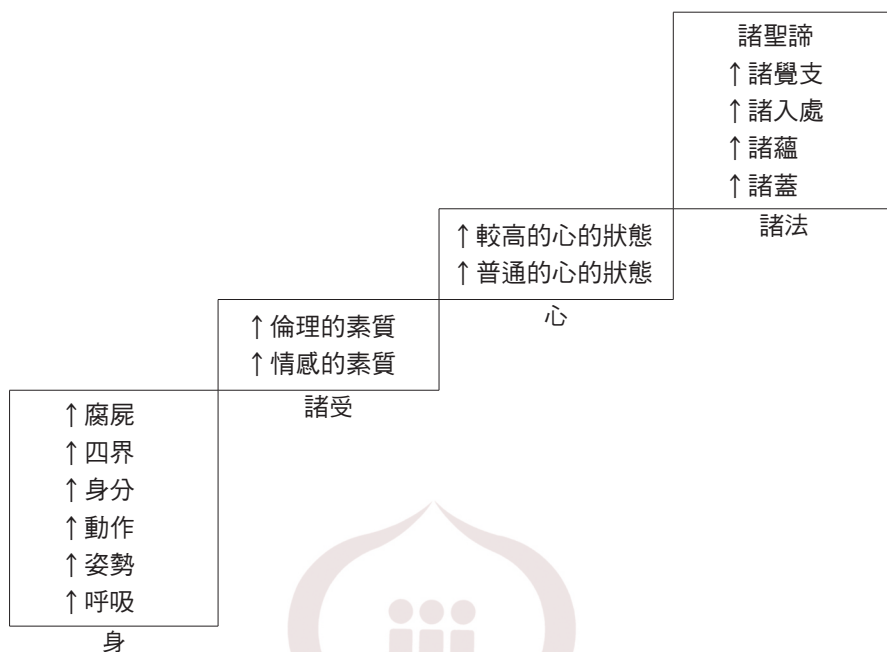 諸聖諦
↑諸覺支
↑諸入處
↑諸蘊
↑諸蓋
諸法
↑較高的心的狀態
↑普通的心的狀態
心
↑倫理的素質
↑情感的素質
諸受
↑腐屍
↑四界
↑身分
↑動作
↑姿勢
↑呼吸
身